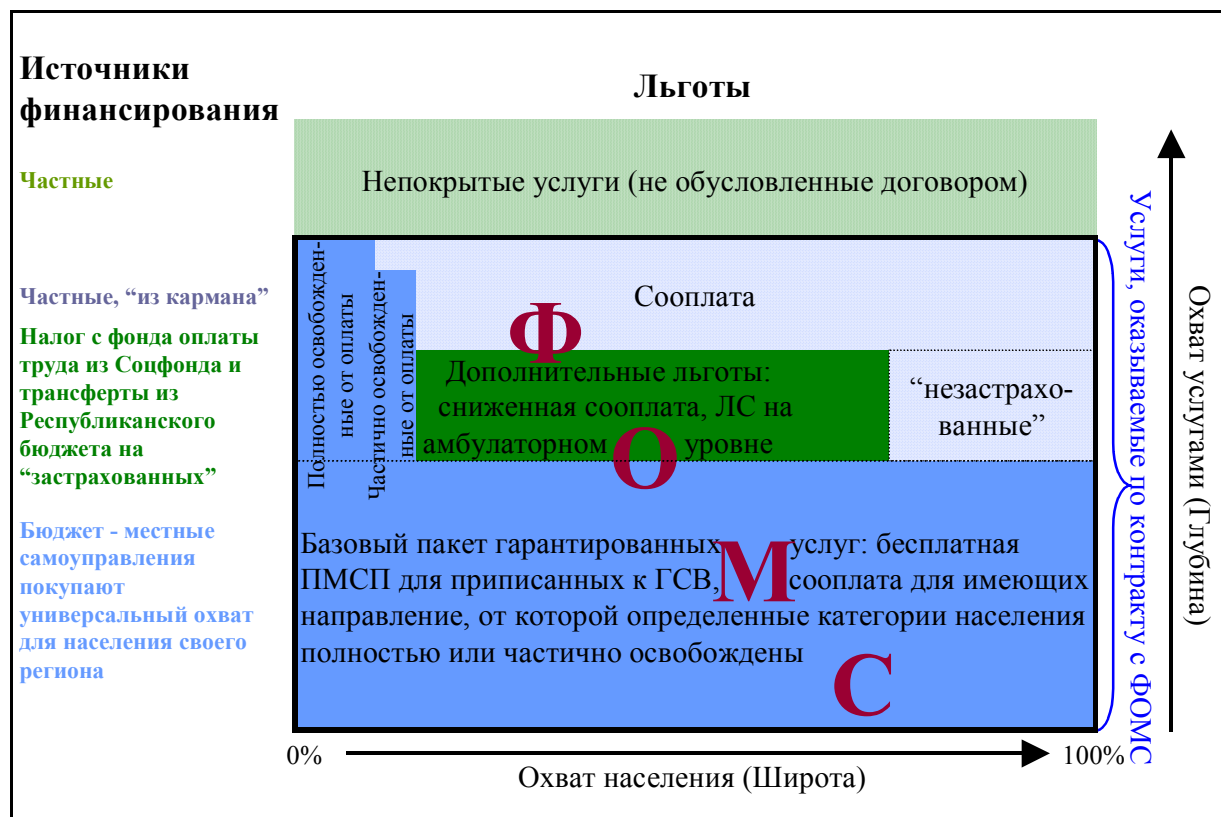 Источники
финансирования
Льготы
Частные
Непокрытые услуги (не обусловленные договором)
Частные, “из кармана”
Налог с фонда оплаты
труда из Соцфонда и
трансферты из
Республиканского
бюджета на
“застрахованных”
Бюджет - местные
самоуправления
покупают
универсальный охват
для населения своего
региона
Полностью освобожден-
ные от оплаты
Частично освобожден-
ные от оплаты
Сооплата
Ф
Дополнительные льготы:
сниженная сооплата, ЛС на
амбулаторном уровне
О
“незастрахо-
ванные”
Базовый пакет гарантированных услуг: бесплатная
ПМСП для приписанных к ГСВ, сооплата для имеющих
направление, от которой определенные категории населения
полностью или частично освобождены
М
С
Услуги, оказываемые по контракту с ФОМС
Охват услугами (Глубина)
0%
100%
Охват населения (Широта)